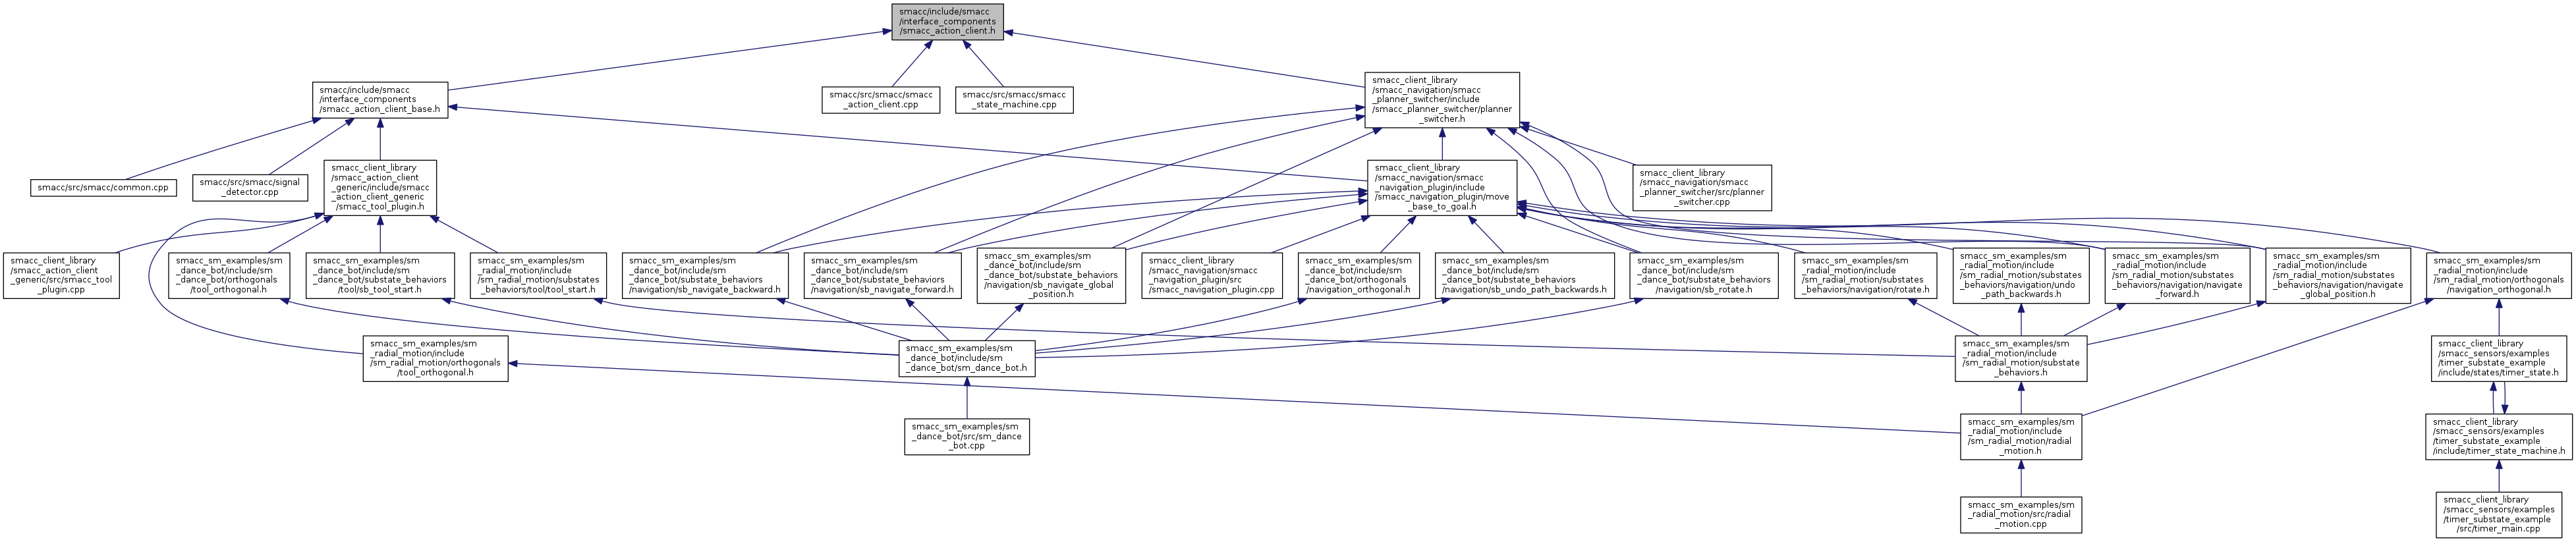 smacc/include/smacc
/interface_components
/smacc_action_client.h
smacc/include/smacc
/interface_components
/smacc_action_client_base.h
smacc/src/smacc/smacc
_action_client.cpp
smacc/src/smacc/smacc
_state_machine.cpp
smacc_client_library
/smacc_navigation/smacc
_planner_switcher/include
/smacc_planner_switcher/planner
_switcher.h
smacc/src/smacc/common.cpp
smacc/src/smacc/signal
_detector.cpp
smacc_client_library
/smacc_action_client
_generic/include/smacc
_action_client_generic
/smacc_tool_plugin.h
smacc_client_library
/smacc_navigation/smacc
_navigation_plugin/include
/smacc_navigation_plugin/move
_base_to_goal.h
smacc_client_library
/smacc_navigation/smacc
_planner_switcher/src/planner
_switcher.cpp
smacc_client_library
/smacc_action_client
_generic/src/smacc_tool
_plugin.cpp
smacc_sm_examples/sm
_dance_bot/include/sm
_dance_bot/orthogonals
/tool_orthogonal.h
smacc_sm_examples/sm
_dance_bot/include/sm
_dance_bot/substate_behaviors
/tool/sb_tool_start.h
smacc_sm_examples/sm
_radial_motion/include
/sm_radial_motion/substates
_behaviors/tool/tool_start.h
smacc_sm_examples/sm
_dance_bot/include/sm
_dance_bot/substate_behaviors
/navigation/sb_navigate_backward.h
smacc_sm_examples/sm
_dance_bot/include/sm
_dance_bot/substate_behaviors
/navigation/sb_navigate_forward.h
smacc_sm_examples/sm
_dance_bot/include/sm
_dance_bot/substate_behaviors
/navigation/sb_navigate_global
_position.h
smacc_client_library
/smacc_navigation/smacc
_navigation_plugin/src
/smacc_navigation_plugin.cpp
smacc_sm_examples/sm
_dance_bot/include/sm
_dance_bot/orthogonals
/navigation_orthogonal.h
smacc_sm_examples/sm
_dance_bot/include/sm
_dance_bot/substate_behaviors
/navigation/sb_undo_path_backwards.h
smacc_sm_examples/sm
_dance_bot/include/sm
_dance_bot/substate_behaviors
/navigation/sb_rotate.h
smacc_sm_examples/sm
_radial_motion/include
/sm_radial_motion/substates
_behaviors/navigation/rotate.h
smacc_sm_examples/sm
_radial_motion/include
/sm_radial_motion/substates
_behaviors/navigation/undo
_path_backwards.h
smacc_sm_examples/sm
_radial_motion/include
/sm_radial_motion/substates
_behaviors/navigation/navigate
_forward.h
smacc_sm_examples/sm
_radial_motion/include
/sm_radial_motion/substates
_behaviors/navigation/navigate
_global_position.h
smacc_sm_examples/sm
_radial_motion/include
/sm_radial_motion/orthogonals
/navigation_orthogonal.h
smacc_sm_examples/sm
_radial_motion/include
/sm_radial_motion/orthogonals
/tool_orthogonal.h
smacc_sm_examples/sm
_dance_bot/include/sm
_dance_bot/sm_dance_bot.h
smacc_sm_examples/sm
_radial_motion/include
/sm_radial_motion/substate
_behaviors.h
smacc_client_library
/smacc_sensors/examples
/timer_substate_example
/include/states/timer_state.h
smacc_sm_examples/sm
_dance_bot/src/sm_dance
_bot.cpp
smacc_sm_examples/sm
_radial_motion/include
/sm_radial_motion/radial
_motion.h
smacc_client_library
/smacc_sensors/examples
/timer_substate_example
/include/timer_state_machine.h
smacc_sm_examples/sm
_radial_motion/src/radial
_motion.cpp
smacc_client_library
/smacc_sensors/examples
/timer_substate_example
/src/timer_main.cpp